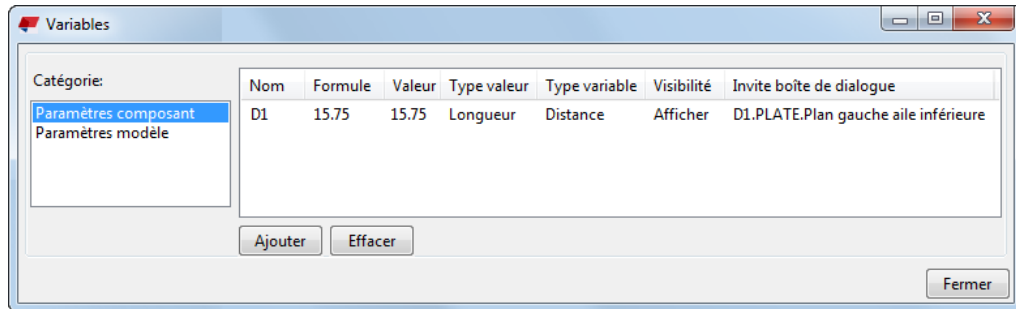 Variables
Catégorie:
Paramètres composant
Paramètres modèle
Nom Formule Valeur Type valeur Type variable Visibilité Invite boîte de dialogue
D1 15.75 15.75 Longueur Distance Afficher D1.PLATE.Plan gauche aile inférieure
Ajouter Effacer
Fermer